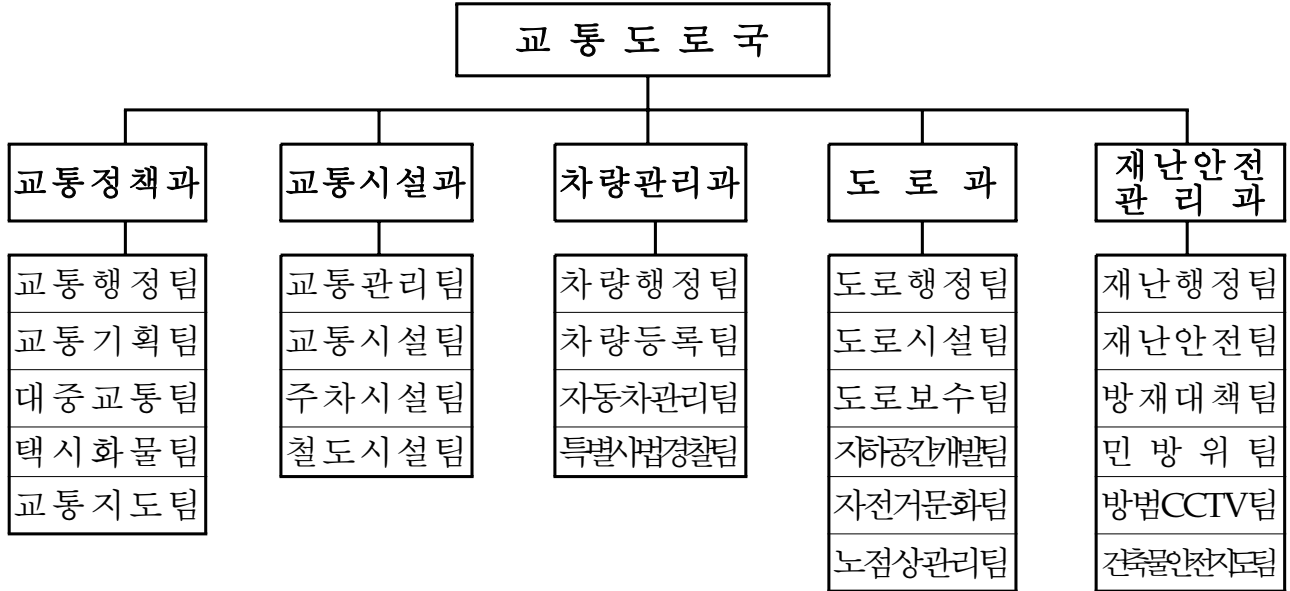 교통도로국
교통정책과
교통행정팀
교통기획팀
대중교통팀
택시화물팀
교통지도팀
교통시설과
교통관리팀
교통시설팀
주차시설팀
철도시설팀
차량관리과
차량행정팀
차량등록팀
자동차관리팀
특별사법경찰팀
도로과
도로행정팀
도로시설팀
도로보수팀
지하공간개발팀
자전거문화팀
노점상관리팀
재난안전
관리과
재난행정팀
재난안전팀
방재대책팀
민방위팀
방범CCTV팀
건축물안전지도팀